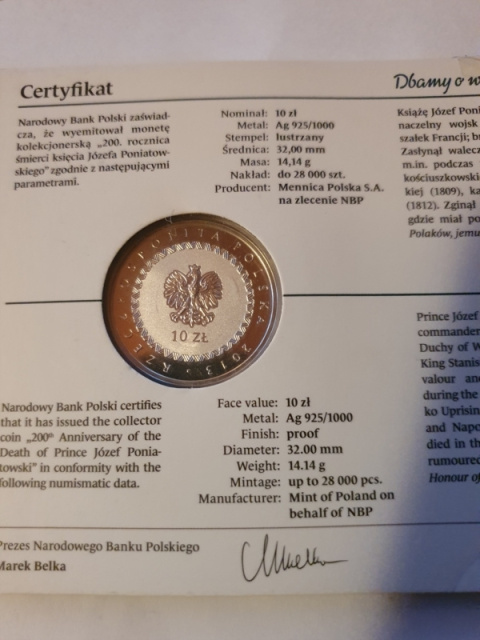 Certyfikat
Dbamy o w
Narodowy Bank Polski zaświad-
cza, że wyemitował monetę
kolekcjonerską „200. rocznica
śmierci księcia Józefa Poniatow-
skiego" zgodnie z następującymi
parametrami.
Nominał: 10 zł
Metal: Ag 925/1000
Stempel: lustrzany
Średnica: 32,00 mm
Masa: 14,14 g
Nakład: do 28 000 szt.
Producent: Mennica Polska S.A.
na zlecenie NBP
Książę Józef Poni
naczelny wojsk
szałek Francji; b
Zasłynął walecz
m.in. podczas
kościuszkowski
kiej (1809), ka
(1812). Zginął
gdzie miał po
Polaków, jemu
RZECZPOSPOLITA POLSKA 2013
10 ZŁ
Narodowy Bank Polski certifies
that it has issued the collector
coin „200th Anniversary of the
Death of Prince Józef Ponia-
towski" in conformity with the
following numismatic data.
Face value: 10 zł
Metal: Ag 925/1000
Finish: proof
Diameter: 32.00 mm
Weight: 14.14 g
Mintage: up to 28 000 pcs.
Manufacturer: Mint of Poland on
behalf of NBP
Prince Józef
commander
Duchy of W
King Stanis
valour an
during the
ko Uprisin
and Napo
died in th
rumoured
Honour of
Prezes Narodowego Banku Polskiego
Marek Belka